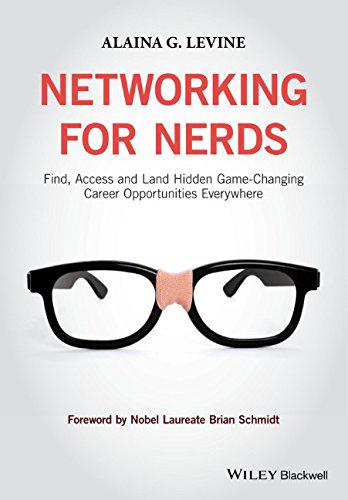 ALAINA G. LEVINE
NETWORKING
FOR NERDS
Find, Access and Land Hidden Game-Changing
Career Opportunities Everywhere
Foreword by Nobel Laureate Brian Schmidt
WILEY Blackwell